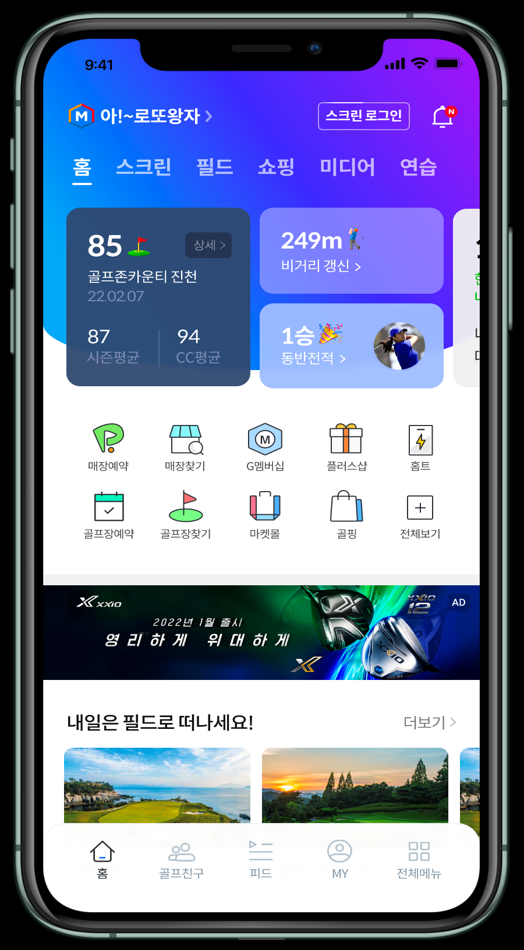 9:41
M 아!~로또왕자
스크린 로그인
N
홈 스크린 필드 쇼핑 미디어 연습
85
상세
골프존카운티 진천
22.02.07
87 94
시즌평균 CC평균
249m
비거리 갱신
1승
동반전적
매장예약 매장찾기 G멤버십 플러스샵 홈트
M
골프장예약 골프장찾기 마켓몰 골핑 전체보기
XXIO
2022년 1월 출시
영리하게 위대하게
XXIO
12
AD
내일은 필드로 떠나세요!
더보기
홈 골프친구 피드 MY 전체메뉴